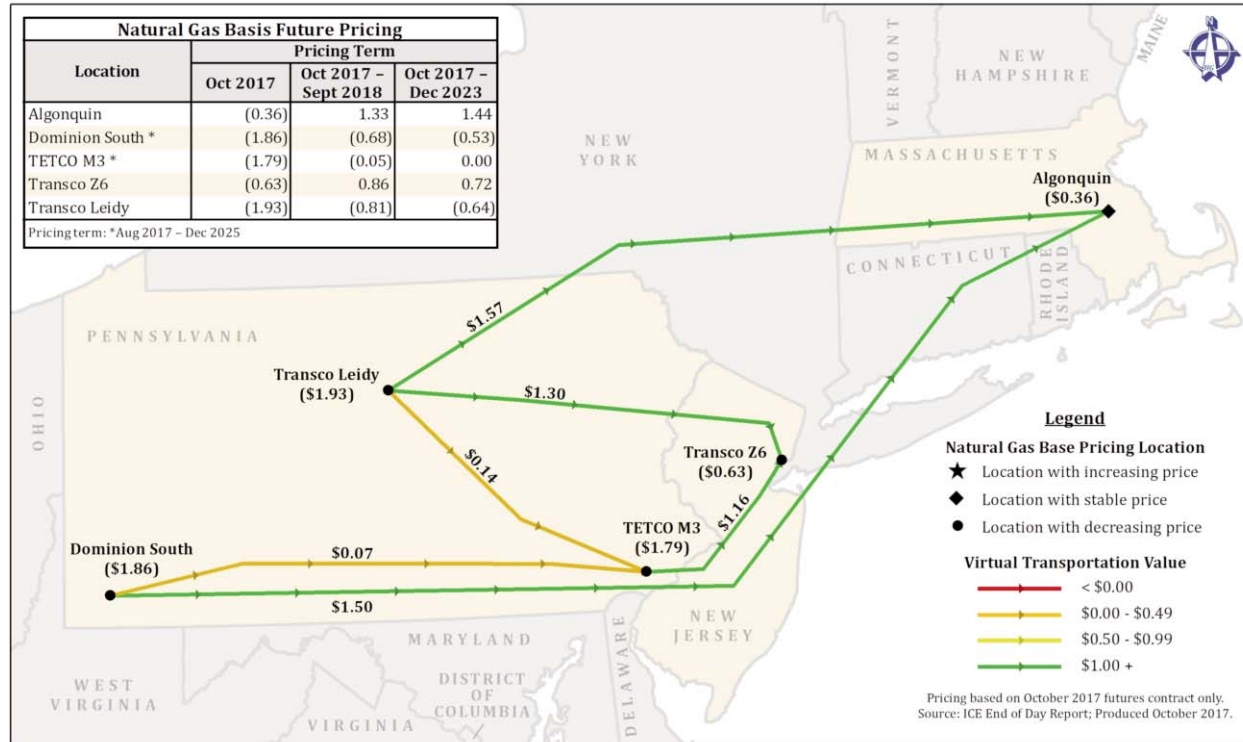 Natural Gas Basis Future Pricing
Location
Pricing Term
Oct 2017
Oct 2017 –
Sept 2018
Oct 2017 –
Dec 2023
Algonquin (0.36) 1.33 1.44
Dominion South * (1.86) (0.68) (0.53)
TETCO M3 * (1.79) (0.05) 0.00
Transco Z6 (0.63) 0.86 0.72
Transco Leidy (1.93) (0.81) (0.64)
Pricing term: *Aug 2017 – Dec 2025
VERMONT
NEW
HAMPSHIRE
MAINE
NEW
YORK
MASSACHUSETTS
Algonquin
($0.36)
CONNECTICUT
RHODE
ISLAND
PENNSYLVANIA
OHIO
$1.57
Transco Leidy
($1.93)
$1.30
$0.14
Transco Z6
($0.63)
$1.16
TETCO M3
($1.79)
Dominion South
($1.86)
$0.07
$1.50
NEW
JERSEY
MARYLAND
DELAWARE
WEST
VIRGINIA
VIRGINIA
DISTRICT
OF
COLUMBIA
Legend
Natural Gas Base Pricing Location
Location with increasing price
Location with stable price
Location with decreasing price
Virtual Transportation Value
< $0.00
$0.00 - $0.49
$0.50 - $0.99
$1.00 +
Pricing based on October 2017 futures contract only.
Source: ICE End of Day Report; Produced October 2017.